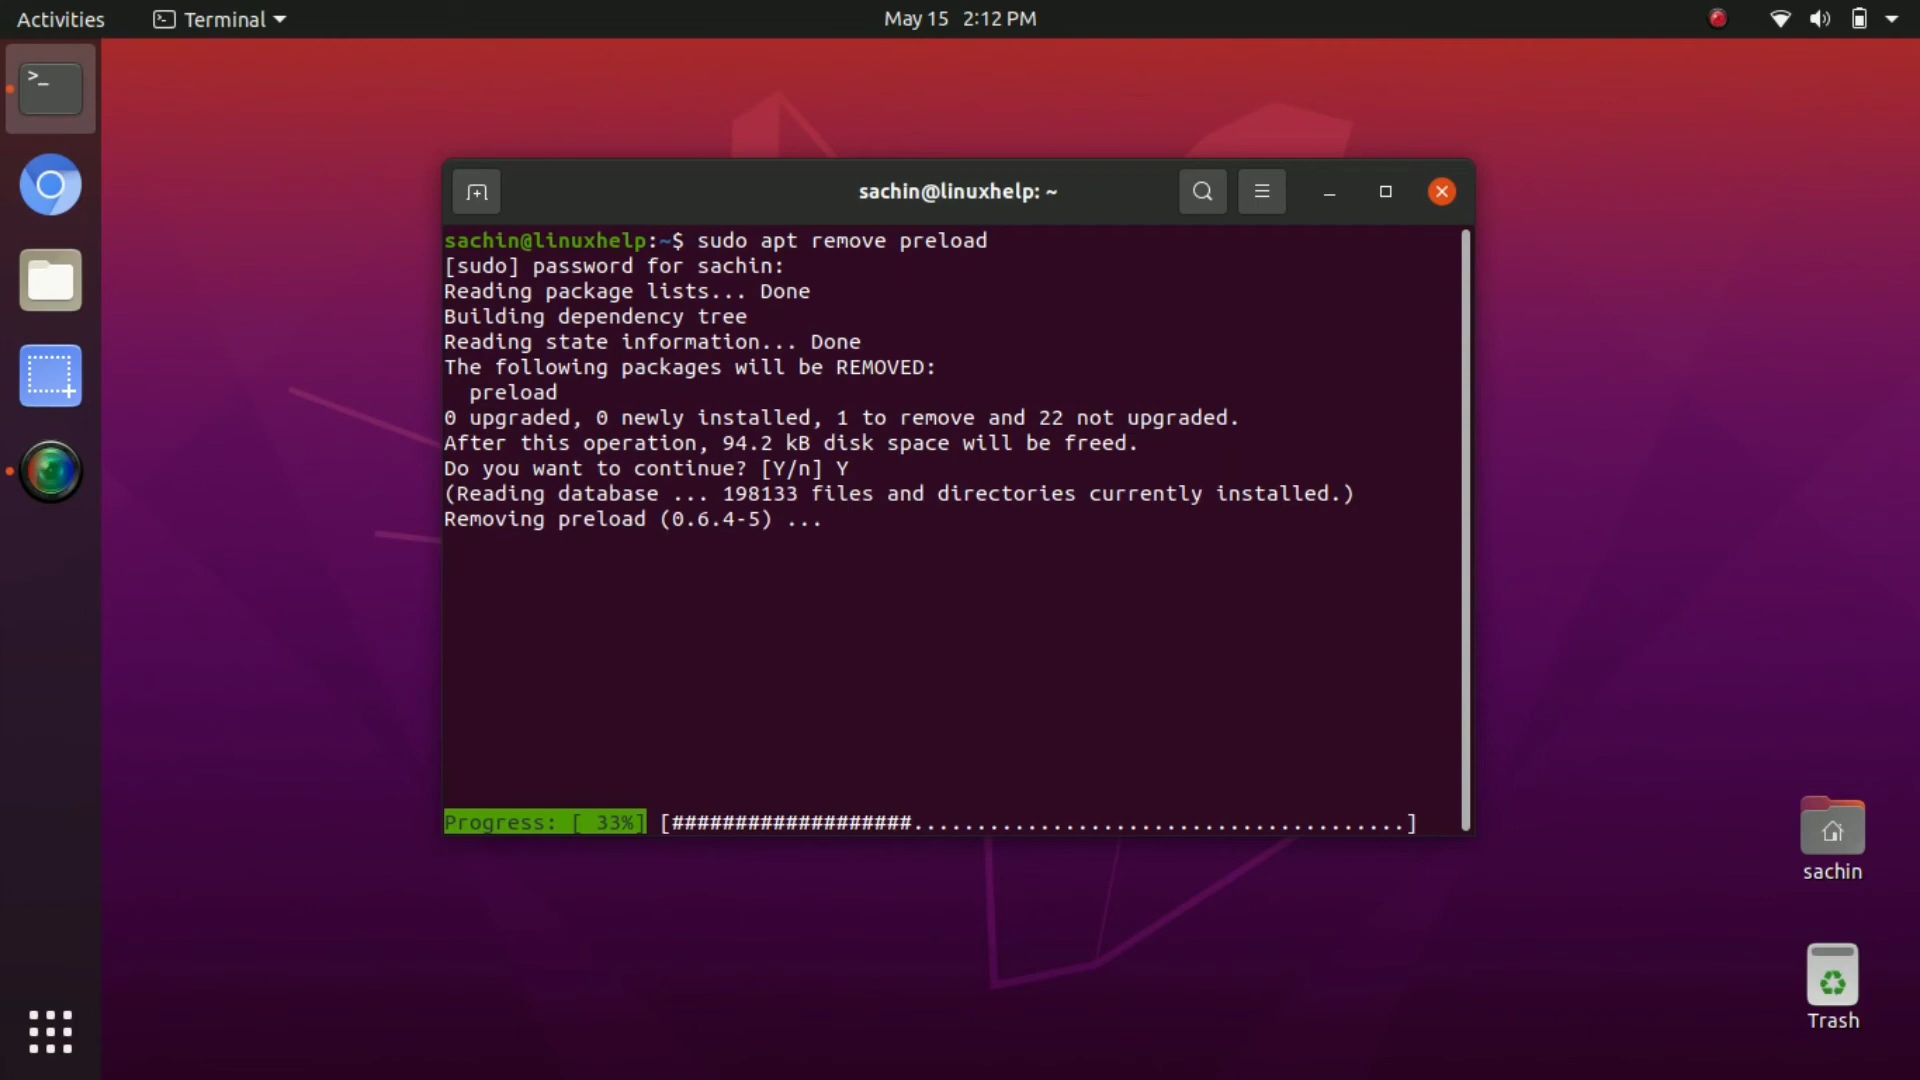 Activities Terminal May 15 2:12 PM
sachin@linuxhelp: ~
sachin@linuxhelp:~$ sudo apt remove preload
[sudo] password for sachin:
Reading package lists... Done
Building dependency tree
Reading state information... Done
The following packages will be REMOVED:
  preload
0 upgraded, 0 newly installed, 1 to remove and 22 not upgraded.
After this operation, 94.2 kB disk space will be freed.
Do you want to continue? [Y/n] Y
(Reading database ... 198133 files and directories currently installed.)
Removing preload (0.6.4-5) ...
Progress: [ 33%] [###################.......................................]
sachin
Trash